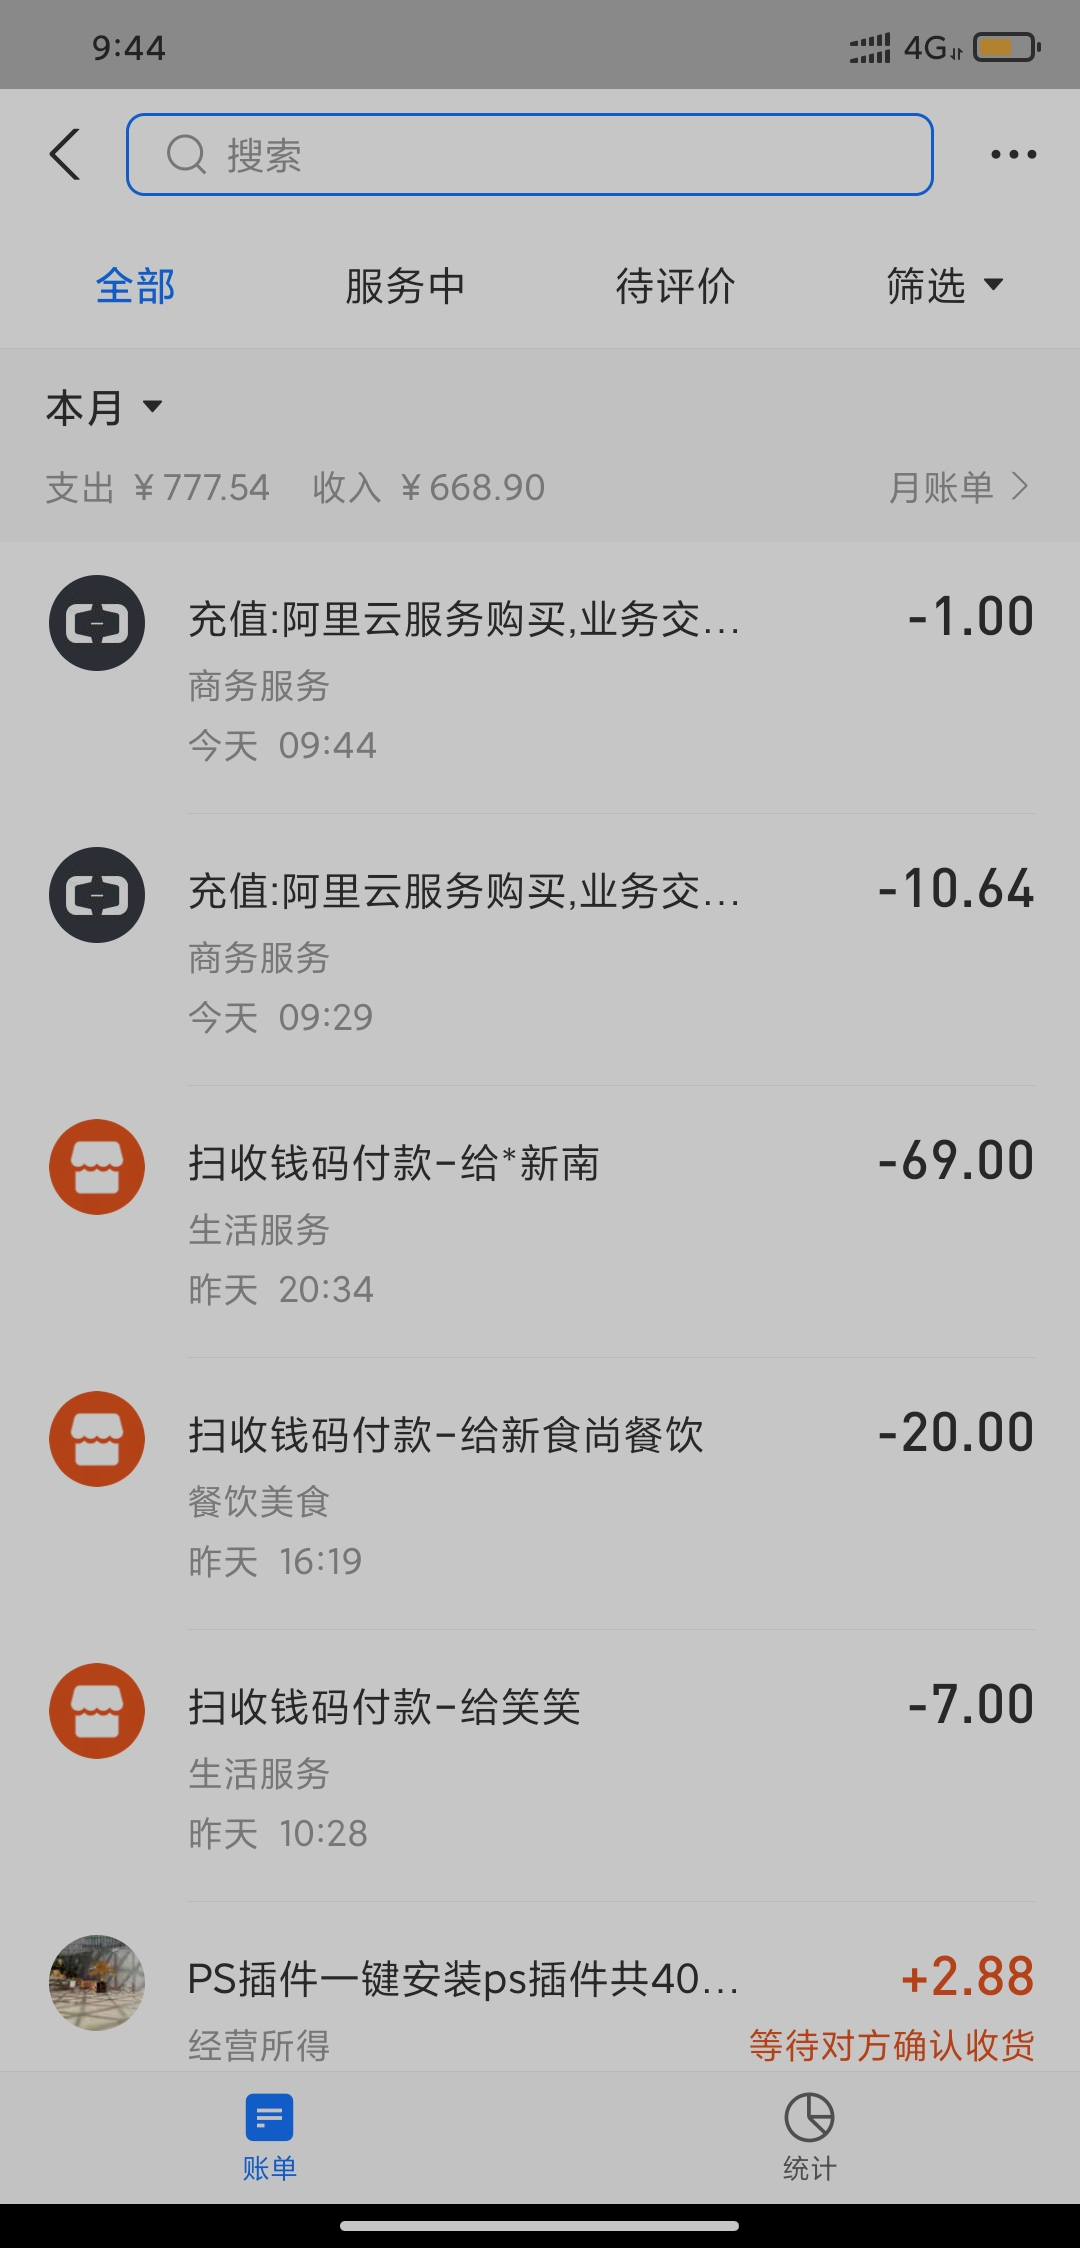 9:44
4G
搜索
全部 服务中 待评价 筛选
本月
支出 ¥777.54 收入 ¥668.90 月账单
充值:阿里云服务购买,业务交... -1.00
商务服务
今天 09:44
充值:阿里云服务购买,业务交... -10.64
商务服务
今天 09:29
扫收钱码付款-给*新南 -69.00
生活服务
昨天 20:34
扫收钱码付款-给新食尚餐饮 -20.00
餐饮美食
昨天 16:19
扫收钱码付款-给笑笑 -7.00
生活服务
昨天 10:28
PS插件一键安装ps插件共40... +2.88
经营所得 等待对方确认收货
账单 统计